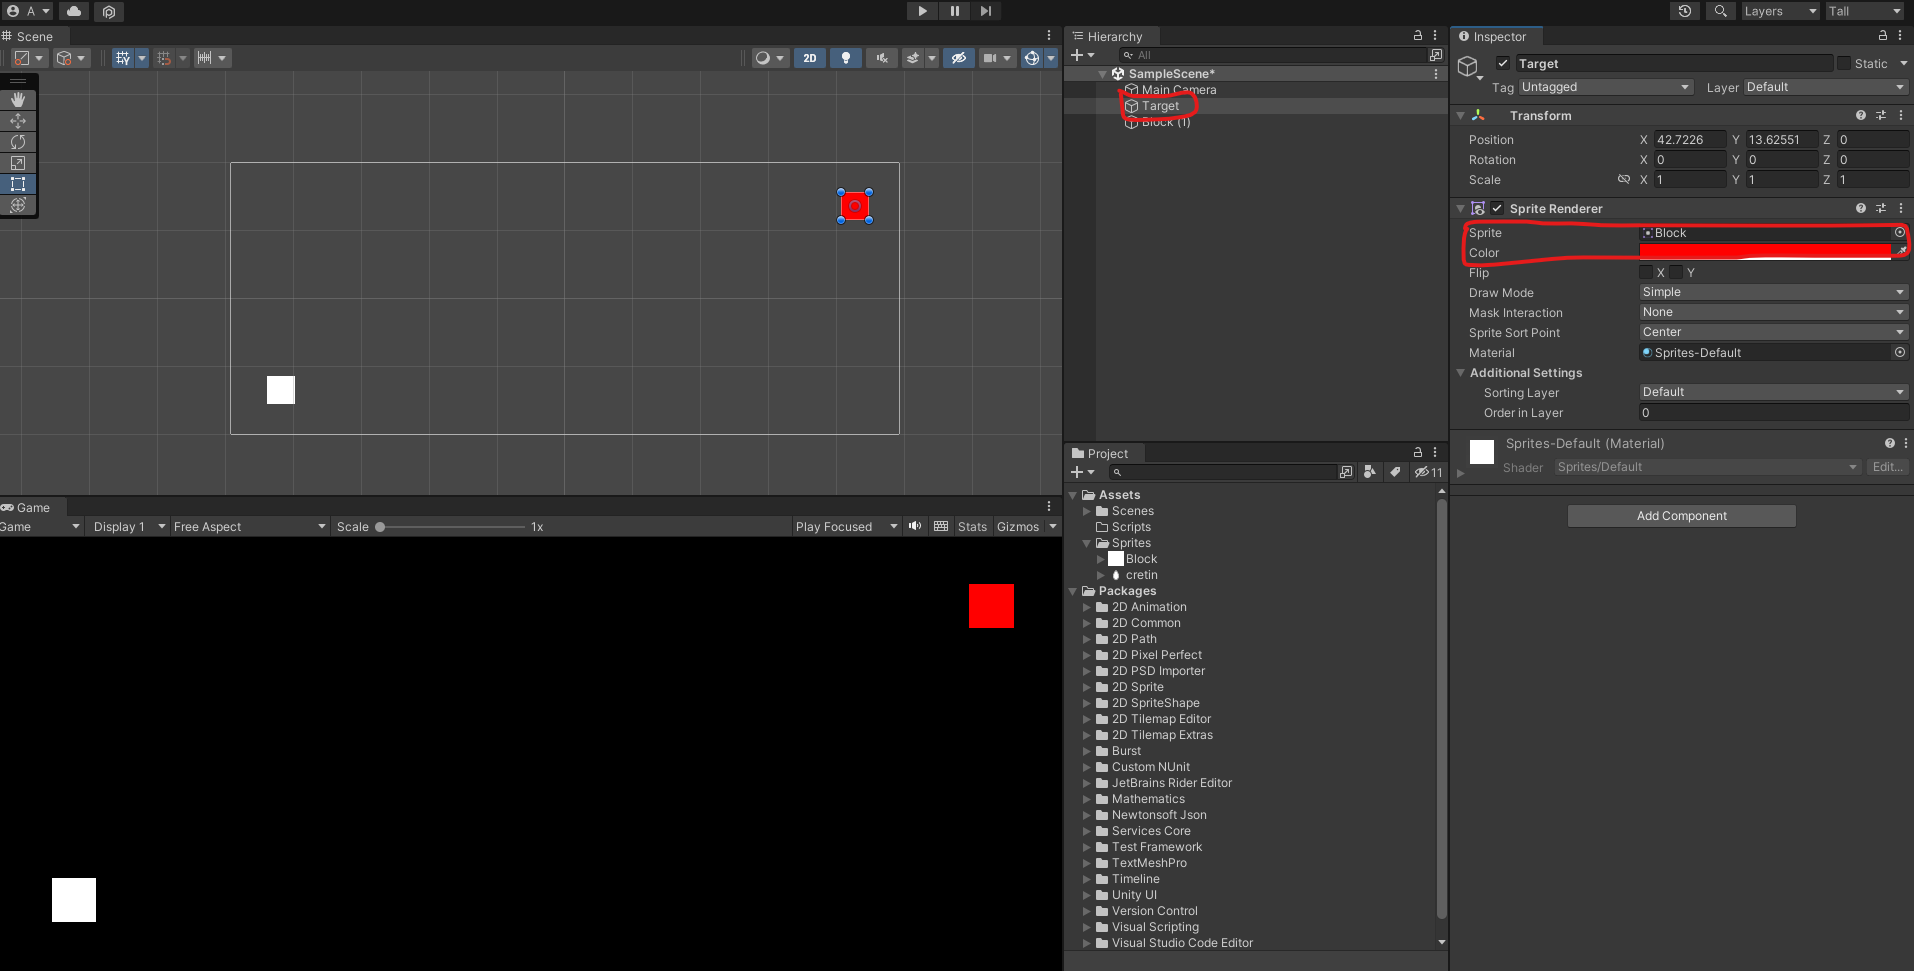 A
Layers
Tall
Scene
2D
Hierarchy
All
SampleScene*
Main Camera
Target
Block (1)
Inspector
Target
Static
Tag Untagged
Layer Default
Transform
Position X 42.7226 Y 13.62551 Z 0
Rotation X 0 Y 0 Z 0
Scale X 1 Y 1 Z 1
Sprite Renderer
Sprite Block
Color
Flip X Y
Draw Mode Simple
Mask Interaction None
Sprite Sort Point Center
Material Sprites-Default
Additional Settings
Sorting Layer Default
Order in Layer 0
Sprites-Default (Material)
Shader Sprites/Default Edit...
Add Component
Project
11
Assets
Scenes
Scripts
Sprites
Block
cretin
Packages
2D Animation
2D Common
2D Path
2D Pixel Perfect
2D PSD Importer
2D Sprite
2D SpriteShape
2D Tilemap Editor
2D Tilemap Extras
Burst
Custom NUnit
JetBrains Rider Editor
Mathematics
Newtonsoft Json
Services Core
Test Framework
TextMeshPro
Timeline
Unity UI
Version Control
Visual Scripting
Visual Studio Code Editor
Game
Game Display 1 Free Aspect Scale 1x Play Focused Stats Gizmos